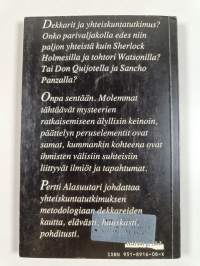 Dekkarit ja yhteiskuntatutkimus?
Onko parivaljakolla edes niin
paljon yhteistä kuin Sherlock
Holmesilla ja tohtori Watsonilla?
Tai Don Quijotella ja Sancho
Panzalla?
Onpa sentään. Molemmat
tähtäävät mysteerien
ratkaisemiseen älyllisin keinoin,
päättelyn peruselementit ovat
samat, kummankin kohteena ovat
ihmisten välisiin suhteisiin
liittyvät ilmiöt ja tapahtumat.
Pertti Alasuutari johdattaa
yhteiskuntatutkimuksen
metodologiaan dekkareiden
kautta, elävästi, hauskasti,
pohditusti.
ISBN 951-8916-08-X